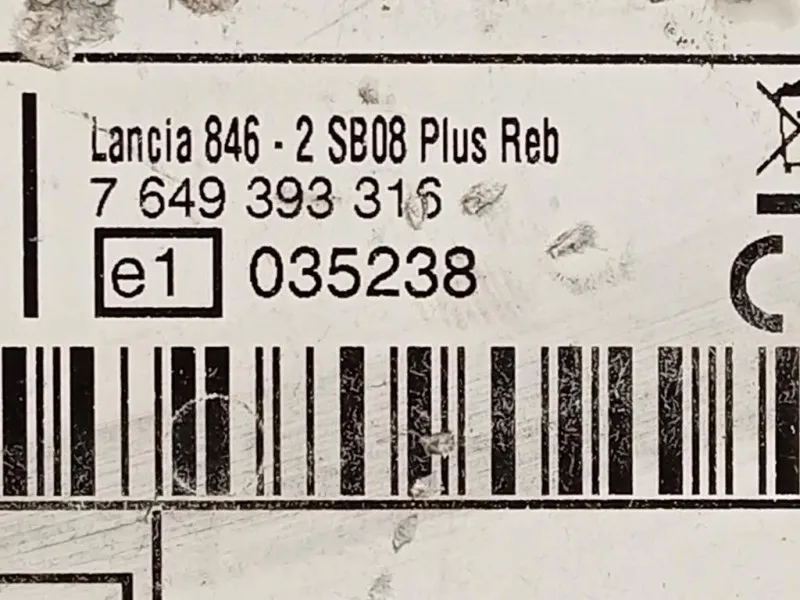 Lancia 846 - 2 SB08 Plus Reb
7 649 393 316
e1 035238